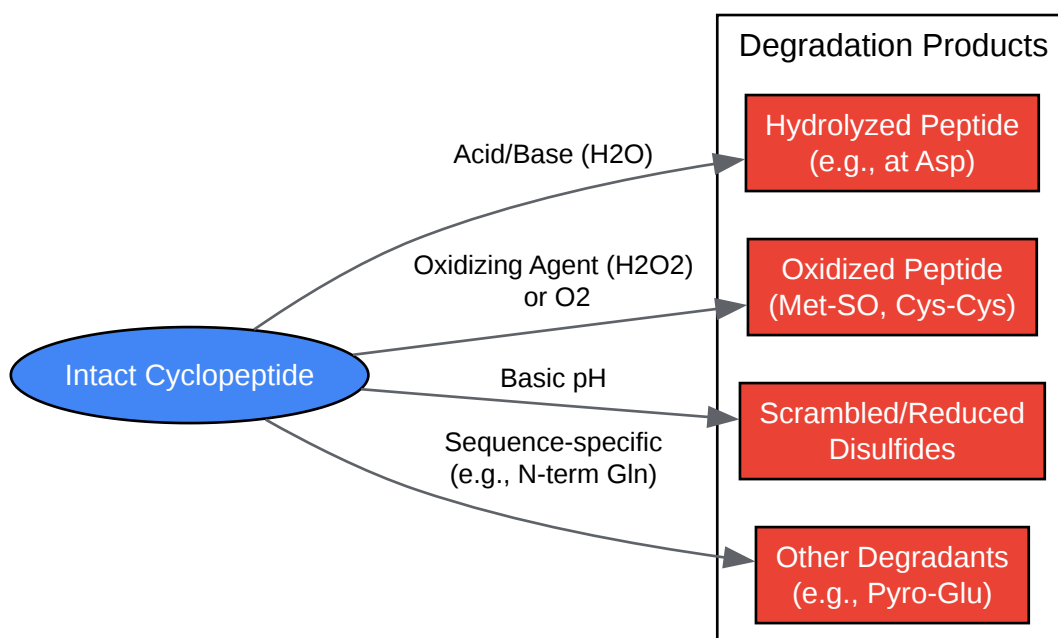 Degradation Products
Hydrolyzed Peptide
(e.g., at Asp)
Acid/Base (H2O)
Oxidizing Agent (H2O2)
or O2
Oxidized Peptide
(Met-SO, Cys-Cys)
Intact Cyclopeptide
Basic pH
Scrambled/Reduced
Disulfides
Sequence-specific
(e.g., N-term Gln)
Other Degradants
(e.g., Pyro-Glu)